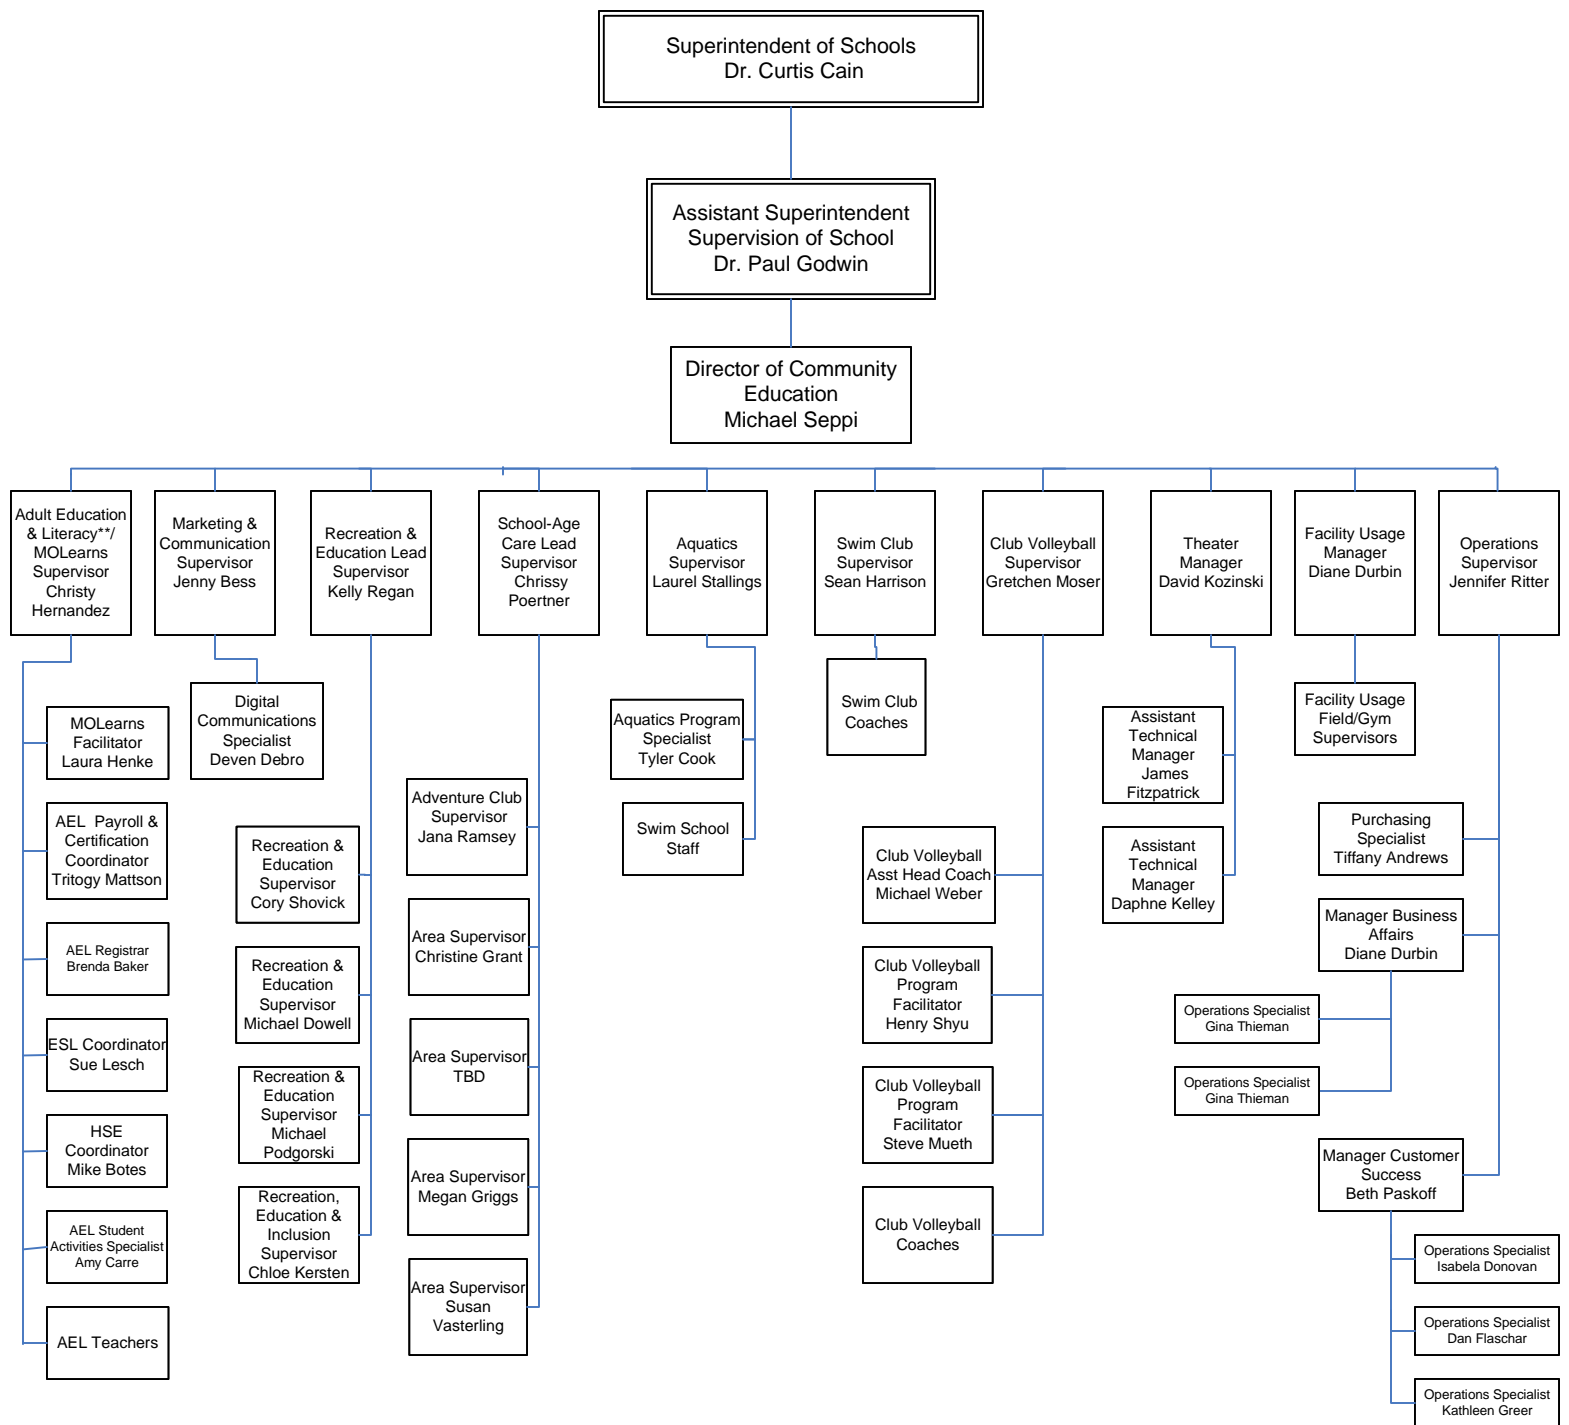 Superintendent of Schools
Dr. Curtis Cain
Assistant Superintendent
Supervision of School
Dr. Paul Godwin
Director of Community
Education
Michael Seppi
Adult Education
& Literacy**/
MOLearns
Supervisor
Christy
Hernandez
Marketing &
Communication
Supervisor
Jenny Bess
Recreation &
Education Lead
Supervisor
Kelly Regan
School-Age
Care Lead
Supervisor
Chrissy
Poertner
Aquatics
Supervisor
Laurel Stallings
Swim Club
Supervisor
Sean Harrison
Club Volleyball
Supervisor
Gretchen Moser
Theater
Manager
David Kozinski
Facility Usage
Manager
Diane Durbin
Operations
Supervisor
Jennifer Ritter
MOLearns
Facilitator
Laura Henke
AEL Payroll &
Certification
Coordinator
Tritogy Mattson
AEL Registrar
Brenda Baker
ESL Coordinator
Sue Lesch
HSE
Coordinator
Mike Botes
AEL Student
Activities Specialist
Amy Carre
AEL Teachers
Digital
Communications
Specialist
Deven Debro
Recreation &
Education
Supervisor
Cory Shovick
Recreation &
Education
Supervisor
Michael Dowell
Recreation &
Education
Supervisor
Michael
Podgorski
Recreation,
Education &
Inclusion
Supervisor
Chloe Kersten
Adventure Club
Supervisor
Jana Ramsey
Area Supervisor
Christine Grant
Area Supervisor
TBD
Area Supervisor
Megan Griggs
Area Supervisor
Susan
Vasterling
Aquatics Program
Specialist
Tyler Cook
Swim School
Staff
Swim Club
Coaches
Club Volleyball
Asst Head Coach
Michael Weber
Club Volleyball
Program
Facilitator
Henry Shyu
Club Volleyball
Program
Facilitator
Steve Mueth
Club Volleyball
Coaches
Assistant
Technical
Manager
James
Fitzpatrick
Assistant
Technical
Manager
Daphne Kelley
Facility Usage
Field/Gym
Supervisors
Purchasing
Specialist
Tiffany Andrews
Manager Business
Affairs
Diane Durbin
Operations Specialist
Gina Thieman
Operations Specialist
Gina Thieman
Manager Customer
Success
Beth Paskoff
Operations Specialist
Isabela Donovan
Operations Specialist
Dan Flaschar
Operations Specialist
Kathleen Greer